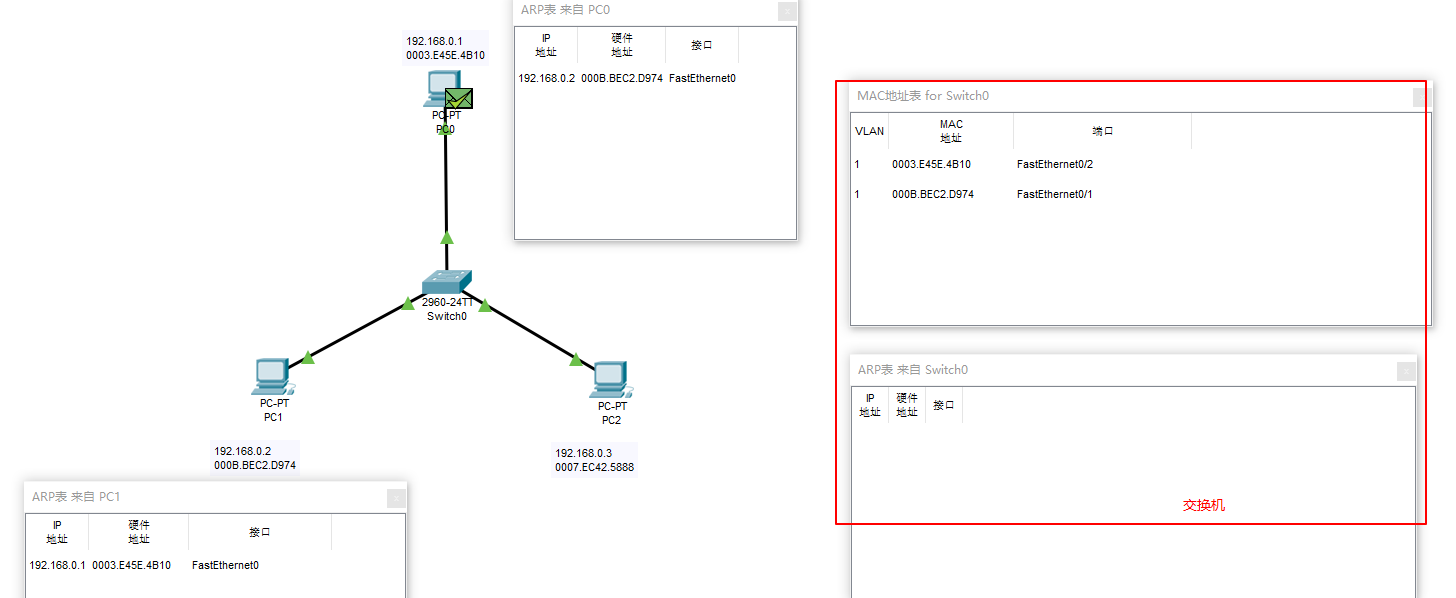 ARP表 来自 PC0
IP
地址
硬件
地址
接口
192.168.0.2 000B.BEC2.D974 FastEthernet0
192.168.0.1
0003.E45E.4B10
PC-PT
PC0
2960-24TT
Switch0
PC-PT
PC1
192.168.0.2
000B.BEC2.D974
PC-PT
PC2
192.168.0.3
0007.EC42.5888
ARP表 来自 PC1
IP
地址
硬件
地址
接口
192.168.0.1 0003.E45E.4B10 FastEthernet0
MAC地址表 for Switch0
VLAN
MAC
地址
端口
1 0003.E45E.4B10 FastEthernet0/2
1 000B.BEC2.D974 FastEthernet0/1
ARP表 来自 Switch0
IP
地址
硬件
地址
接口
交换机